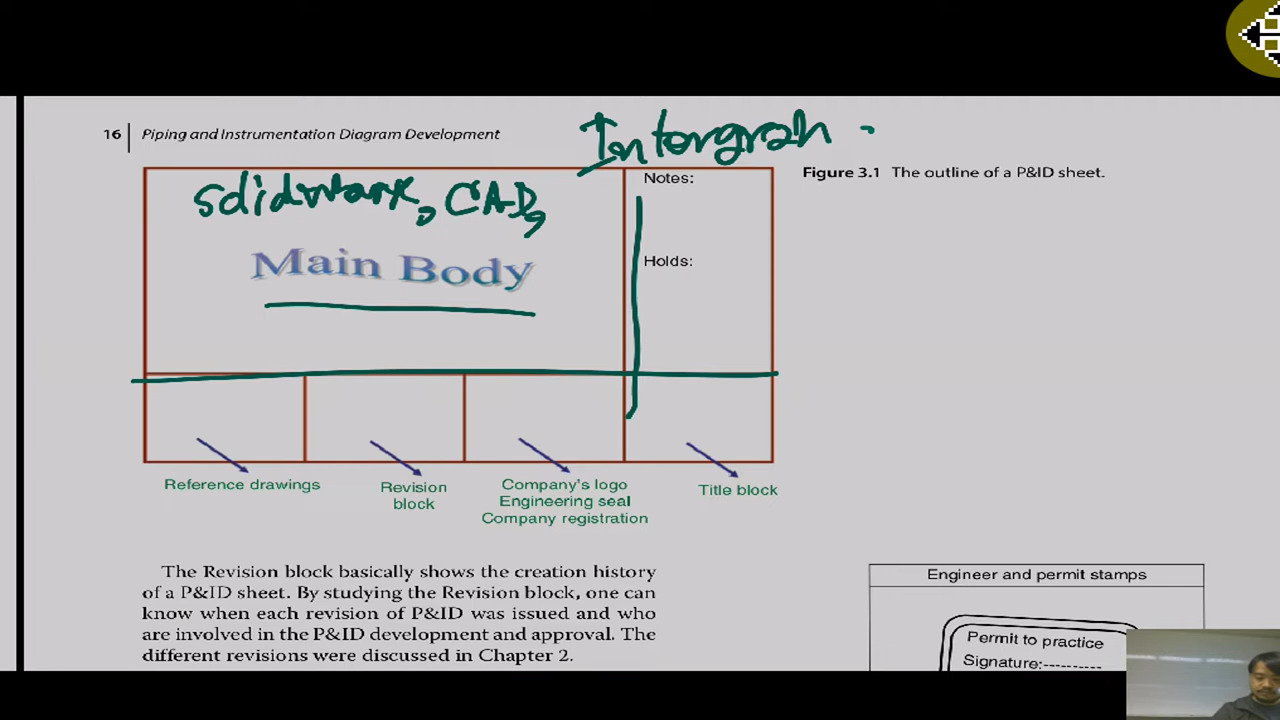 16 Piping and Instrumentation Diagram Development
Intergrah
solidwark, CAD,
Main Body
Notes:
Holds:
Figure 3.1 The outline of a P&ID sheet.
Reference drawings
Revision
block
Company's logo
Engineering seal
Company registration
Title block
The Revision block basically shows the creation history
of a P&ID sheet. By studying the Revision block, one can
know when each revision of P&ID was issued and who
are involved in the P&ID development and approval. The
different revisions were discussed in Chapter 2.
Engineer and permit stamps
Permit to practice
Signature:----------